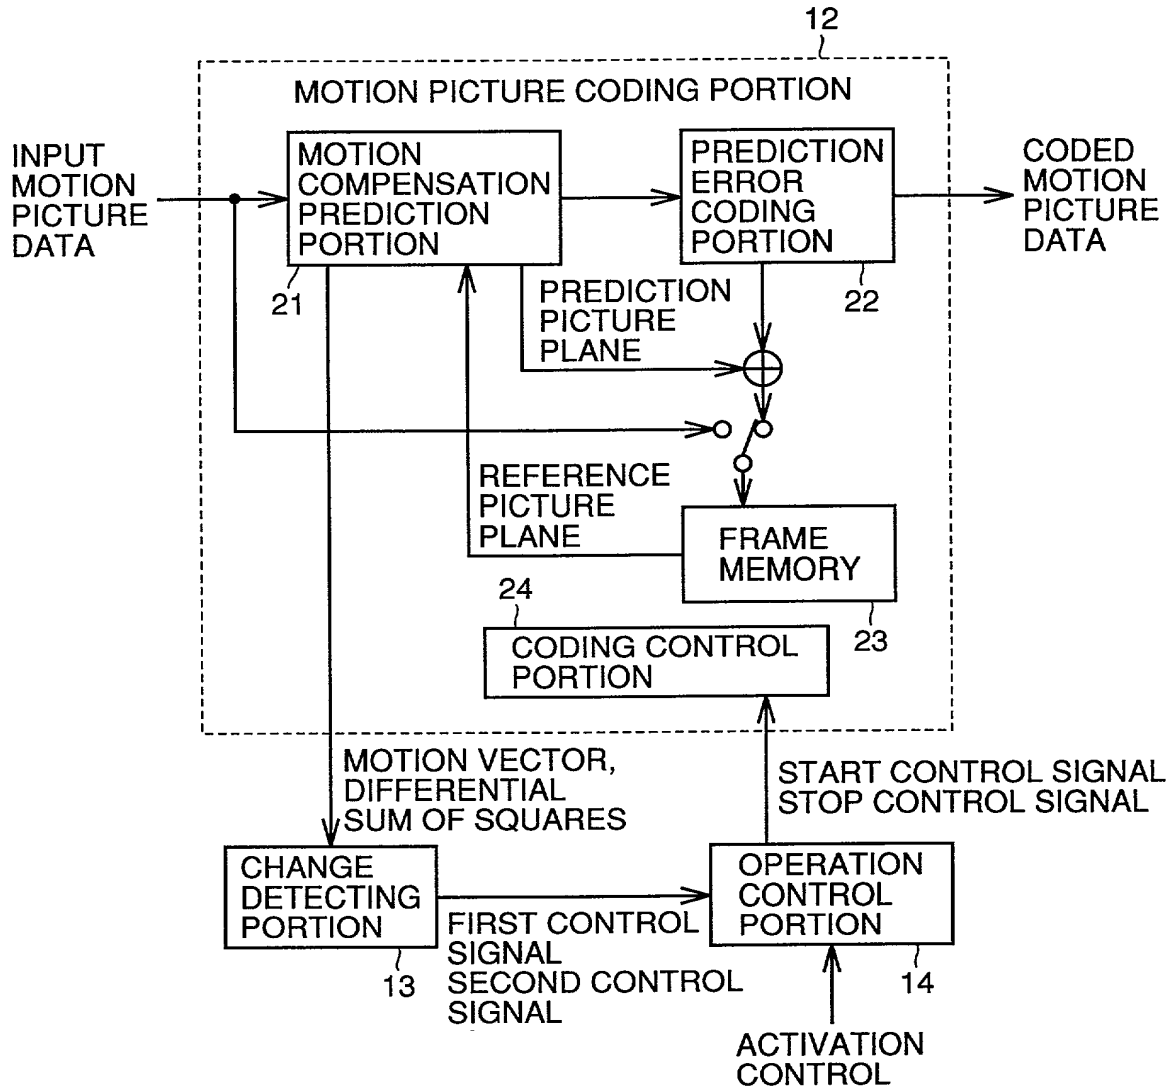 12
MOTION PICTURE CODING PORTION
INPUT
MOTION
PICTURE
DATA
MOTION
COMPENSATION
PREDICTION
PORTION
21
PREDICTION
ERROR
CODING
PORTION
22
CODED
MOTION
PICTURE
DATA
PREDICTION
PICTURE
PLANE
REFERENCE
PICTURE
PLANE
FRAME
MEMORY
23
24
CODING CONTROL
PORTION
MOTION VECTOR,
DIFFERENTIAL
SUM OF SQUARES
START CONTROL SIGNAL
STOP CONTROL SIGNAL
CHANGE
DETECTING
PORTION
13
FIRST CONTROL
SIGNAL
SECOND CONTROL
SIGNAL
OPERATION
CONTROL
PORTION
14
ACTIVATION
CONTROL